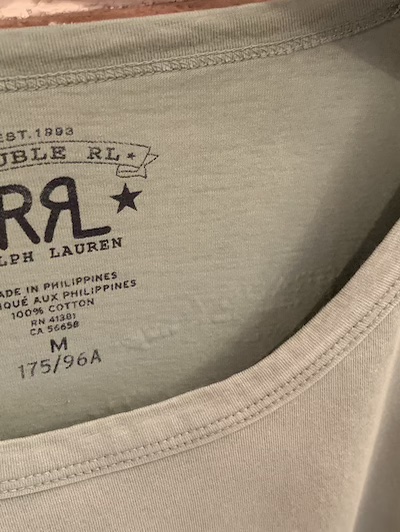 EST.1993
UBLE RL★
RRL★
LPH LAUREN
ADE IN PHILIPPINES
IQUÉ AUX PHILIPPINES
100% COTTON
RN 41381
CA 56658
M
175/96A